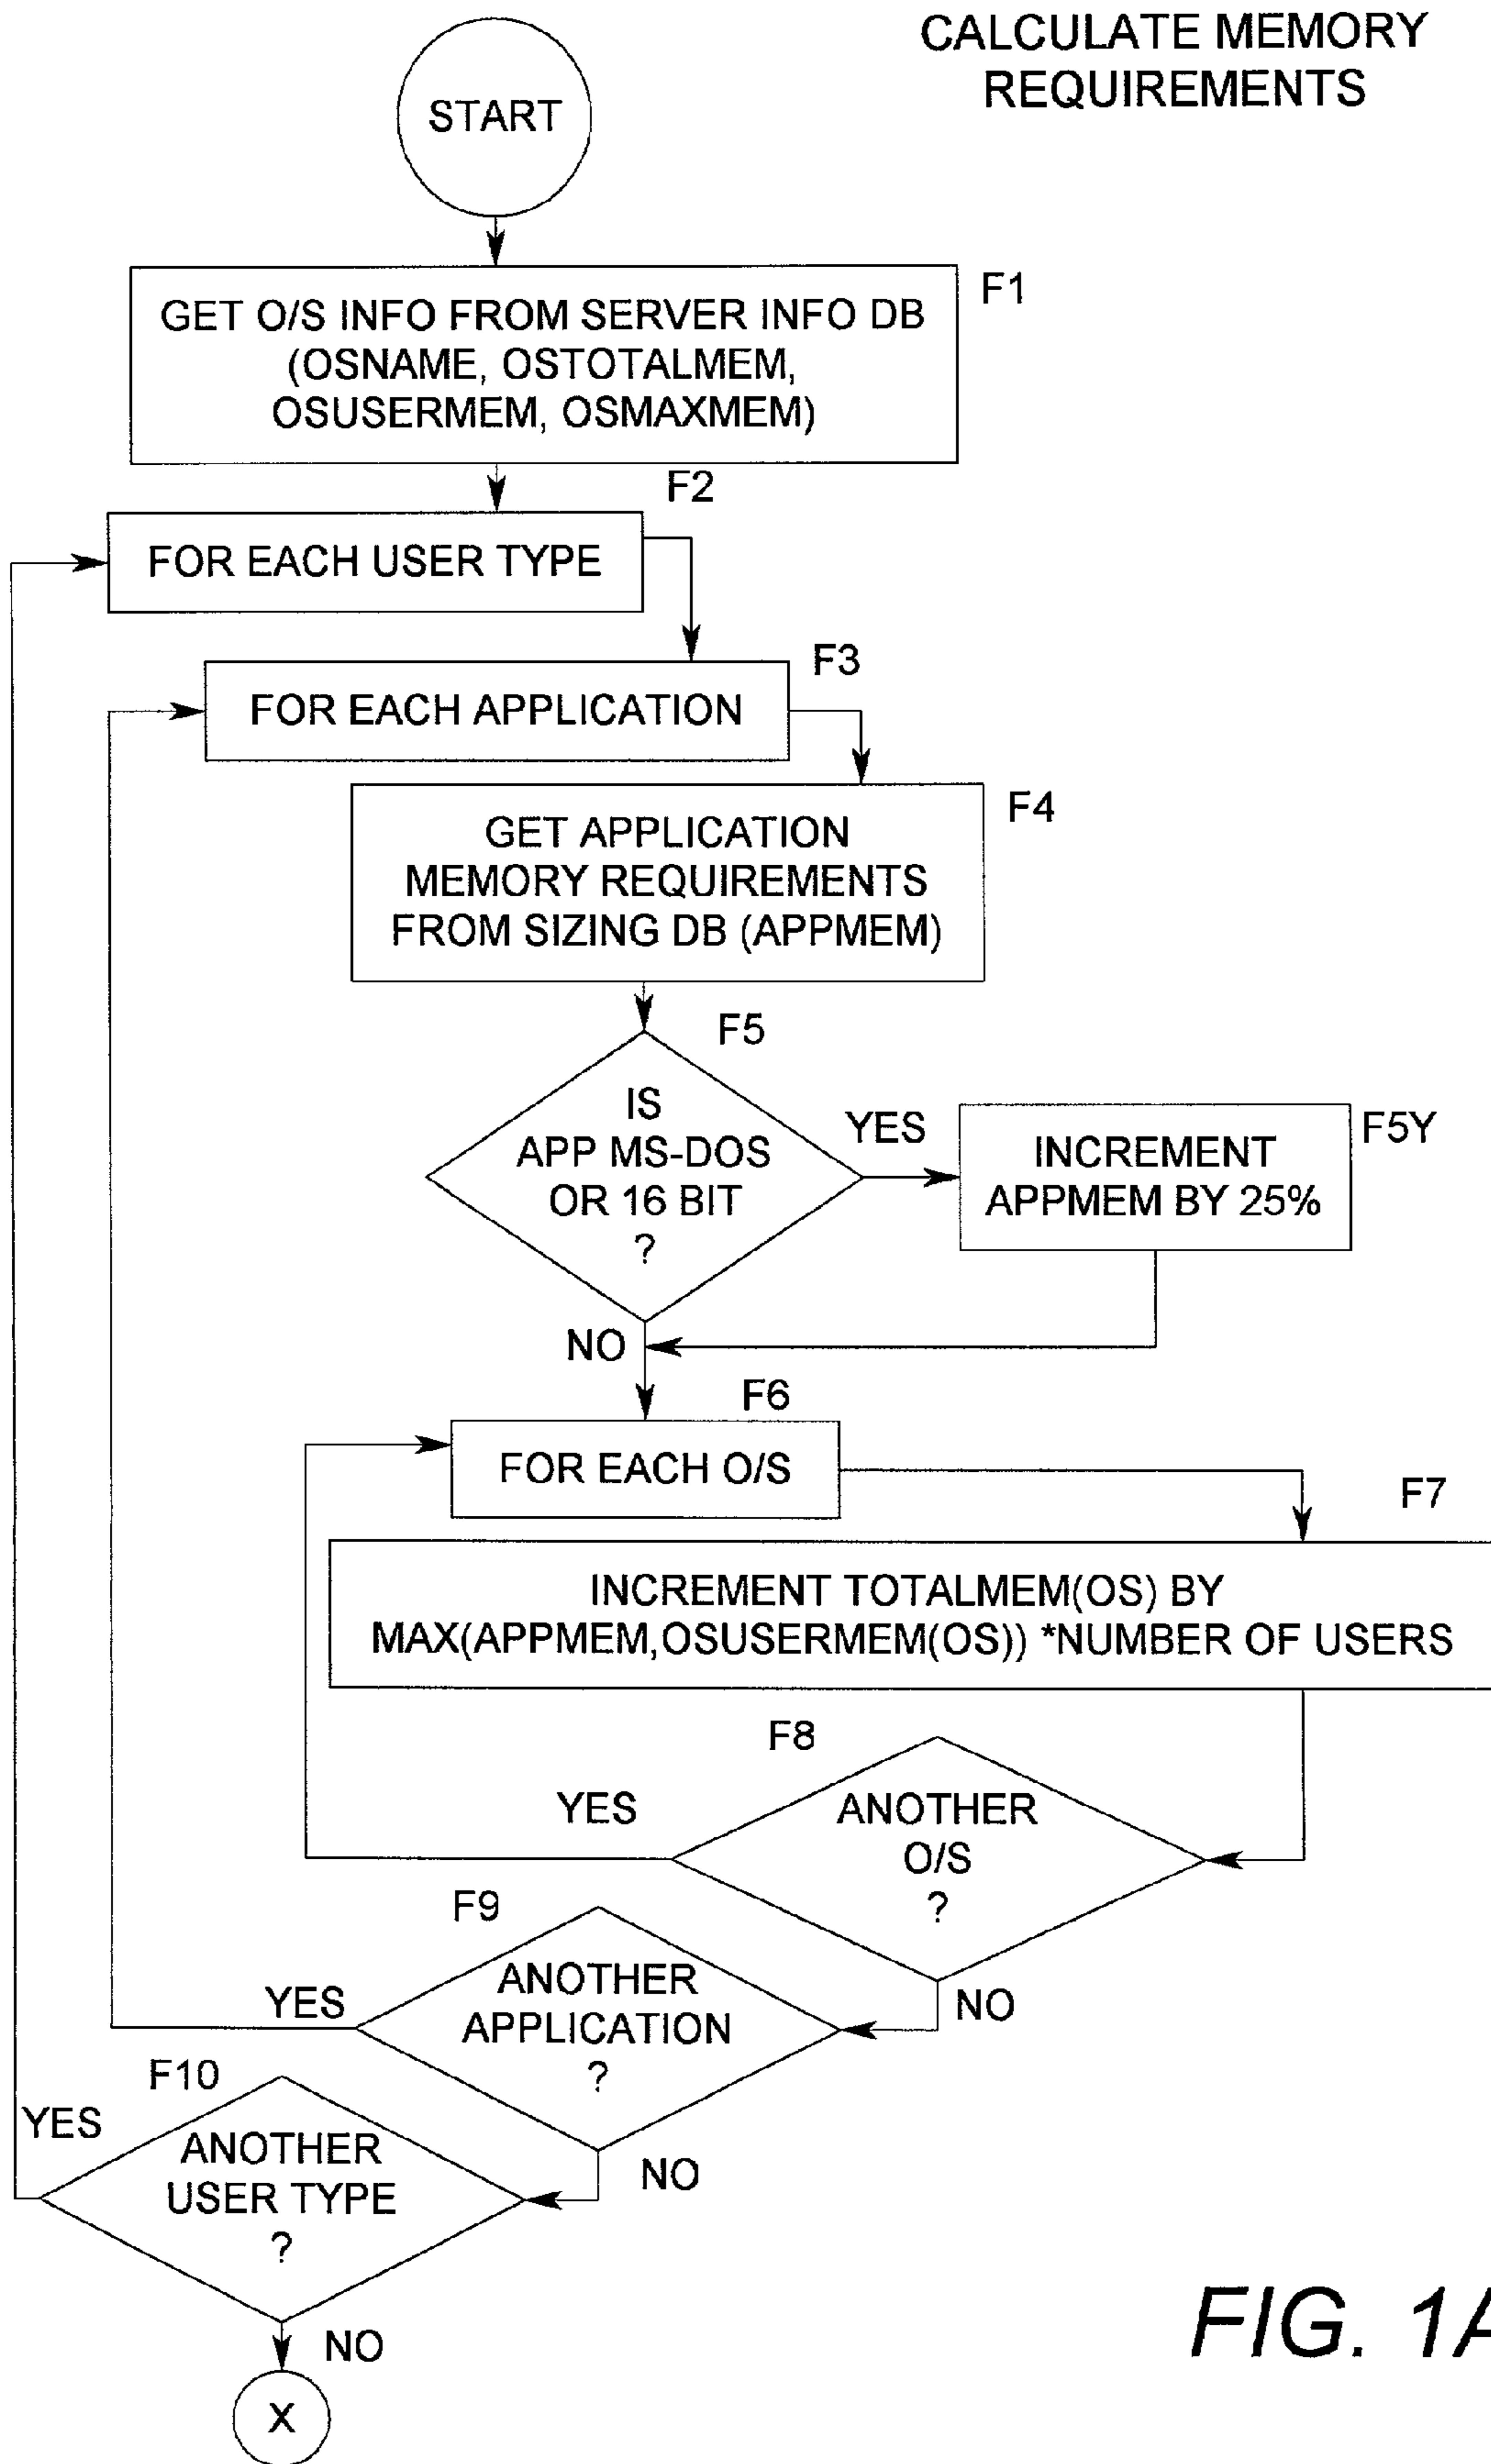 CALCULATE MEMORY
REQUIREMENTS
START
F1
GET O/S INFO FROM SERVER INFO DB
(OSNAME, OSTOTALMEM,
OSUSERMEM, OSMAXMEM)
F2
FOR EACH USER TYPE
F3
FOR EACH APPLICATION
F4
GET APPLICATION
MEMORY REQUIREMENTS
FROM SIZING DB (APPMEM)
F5
IS
APP MS-DOS
OR 16 BIT
?
YES
F5Y
INCREMENT
APPMEM BY 25%
NO
F6
FOR EACH O/S
F7
INCREMENT TOTALMEM(OS) BY
MAX(APPMEM,OSUSERMEM(OS)) *NUMBER OF USERS
F8
YES
ANOTHER
O/S
?
NO
F9
YES
ANOTHER
APPLICATION
?
NO
F10
YES
ANOTHER
USER TYPE
?
NO
X
FIG. 1A